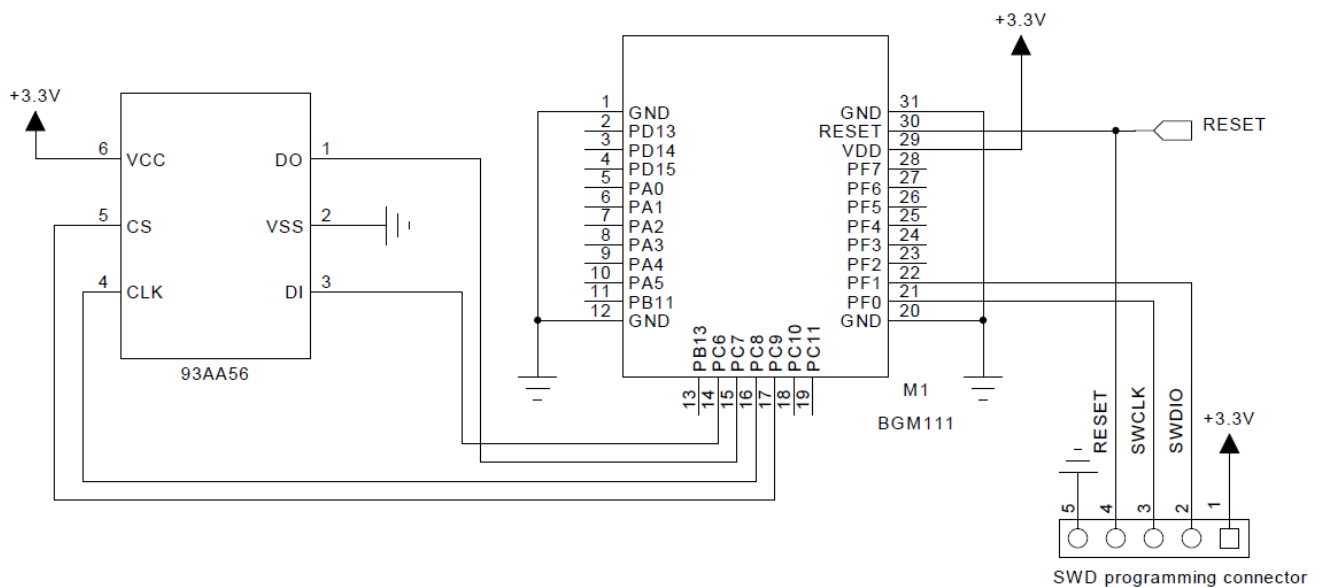 +3.3V
6 VCC DO 1
5 CS VSS 2
4 CLK DI 3
93AA56
+3.3V
1 GND GND 31
2 PD13 RESET 30
3 PD14 VDD 29
4 PD15 PF7 28
5 PA0 PF6 27
6 PA1 PF5 26
7 PA2 PF4 25
8 PA3 PF3 24
9 PA4 PF2 23
10 PA5 PF1 22
11 PB11 PF0 21
12 GND GND 20
PB13 PC6 PC7 PC8 PC9 PC10 PC11
13 14 15 16 17 18 19
M1
BGM111
RESET
RESET SWCLK SWDIO
+3.3V
5 4 3 2 1
SWD programming connector